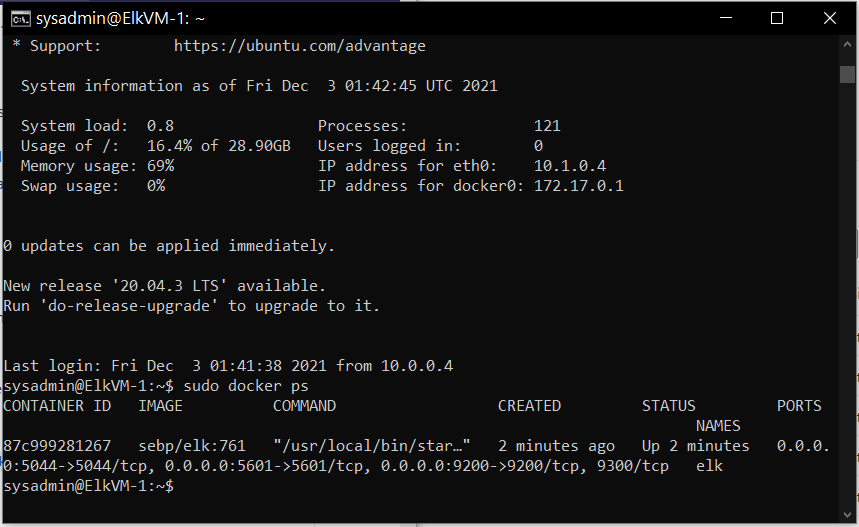 sysadmin@ElkVM-1: ~
* Support:        https://ubuntu.com/advantage
System information as of Fri Dec  3 01:42:45 UTC 2021
System load:  0.8                Processes:              121
Usage of /:   16.4% of 28.90GB   Users logged in:        0
Memory usage: 69%                IP address for eth0:    10.1.0.4
Swap usage:   0%                 IP address for docker0: 172.17.0.1
0 updates can be applied immediately.
New release '20.04.3 LTS' available.
Run 'do-release-upgrade' to upgrade to it.
Last login: Fri Dec  3 01:41:38 2021 from 10.0.0.4
sysadmin@ElkVM-1:~$ sudo docker ps
CONTAINER ID   IMAGE          COMMAND                  CREATED         STATUS         PORTS
NAMES
87c999281267   sebp/elk:761   "/usr/local/bin/star…"   2 minutes ago   Up 2 minutes   0.0.0.
0:5044->5044/tcp, 0.0.0.0:5601->5601/tcp, 0.0.0.0:9200->9200/tcp, 9300/tcp   elk
sysadmin@ElkVM-1:~$